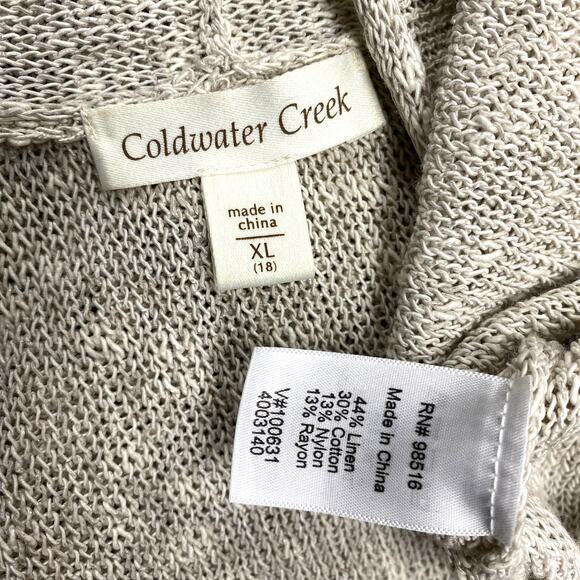 Coldwater Creek
made in
china
XL
(18)
RN# 98516
Made in China
44% Linen
30% Cotton
13% Nylon
13% Rayon
V#100631
4003140